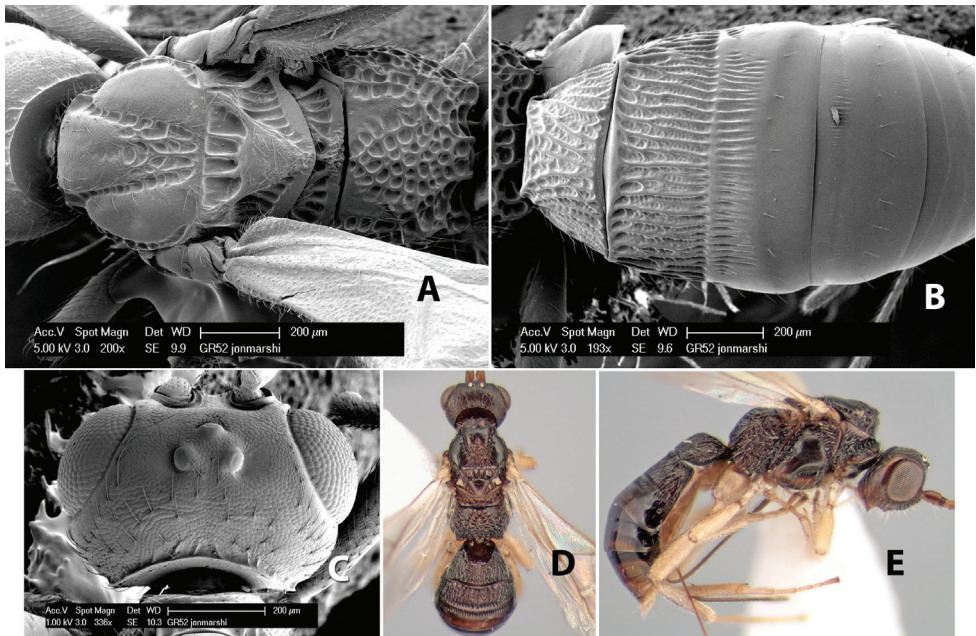 A
Acc.V Spot Magn Det WD 200 µm
5.00 kV 3.0 200x SE 9.9 GR52 jonmarshi
B
Acc.V Spot Magn Det WD 200 µm
5.00 kV 3.0 193x SE 9.6 GR52 jonmarshi
C
Acc.V Spot Magn Det WD 200 µm
1.00 kV 3.0 336x SE 10.3 GR52 jonmarshi
D
E